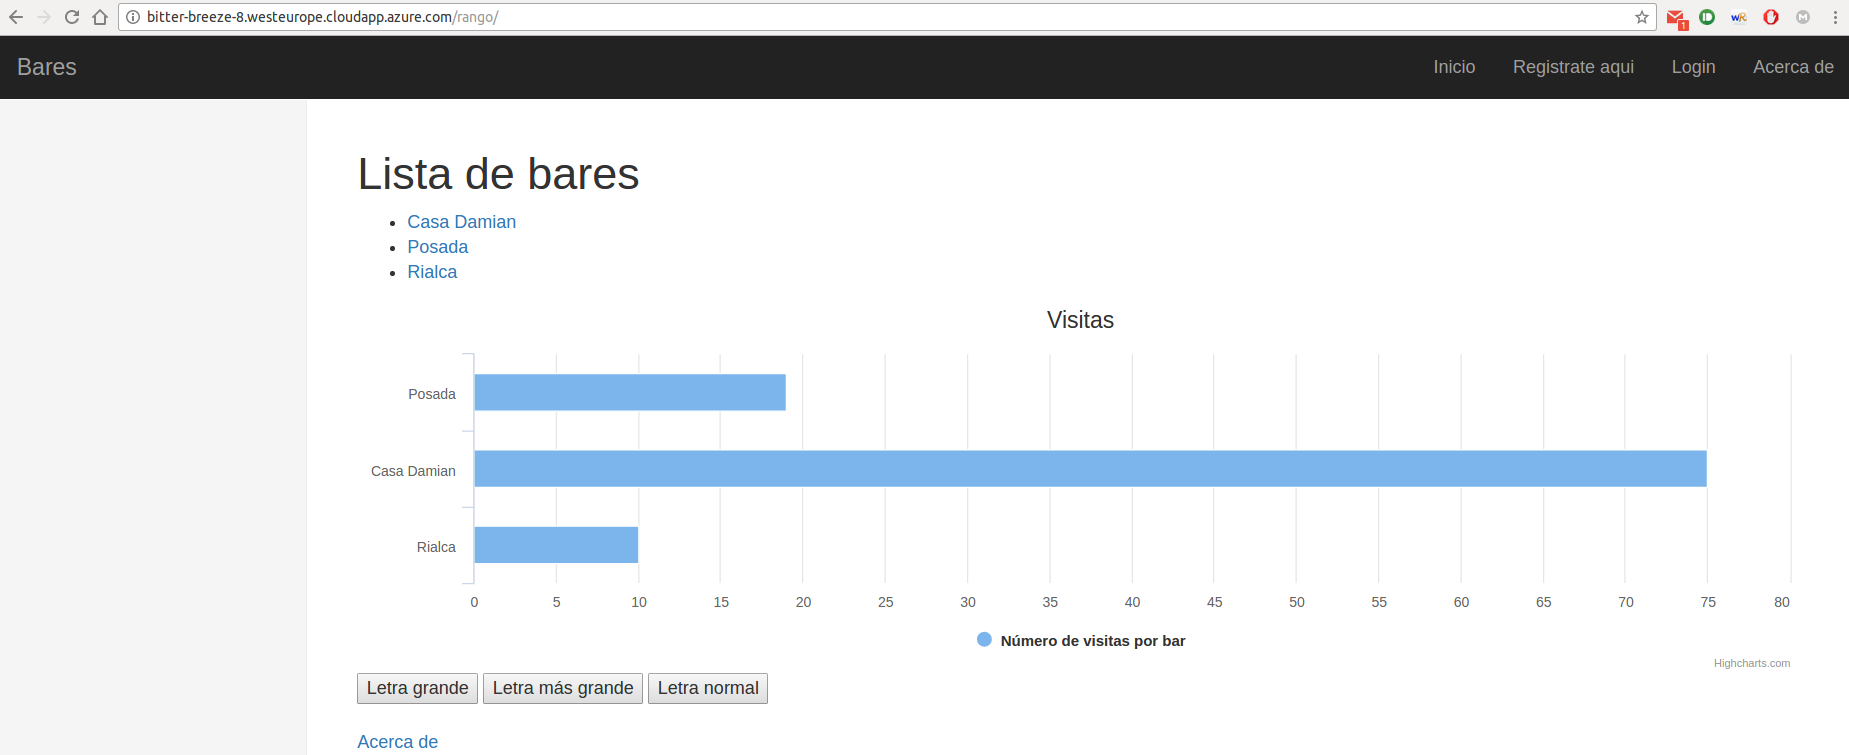 bitter-breeze-8.westeurope.cloudapp.azure.com/rango/
1
Bares Inicio Registrate aqui Login Acerca de
Lista de bares
Casa Damian
Posada
Rialca
Visitas
Posada
Casa Damian
Rialca
0 5 10 15 20 25 30 35 40 45 50 55 60 65 70 75 80
Número de visitas por bar
Highcharts.com
Letra grande Letra más grande Letra normal
Acerca de